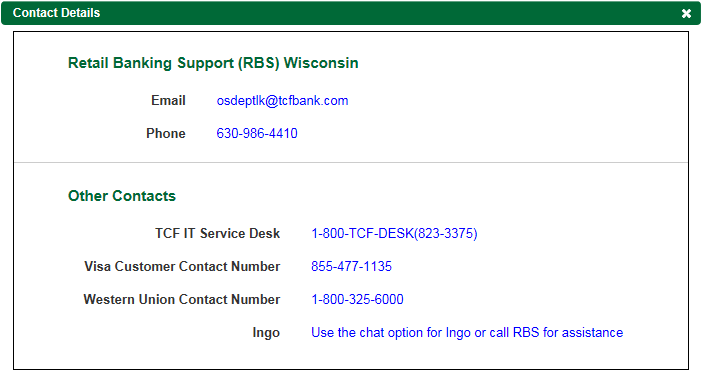 Contact Details
Retail Banking Support (RBS) Wisconsin
Email osdeptlk@tcfbank.com
Phone 630-986-4410
Other Contacts
TCF IT Service Desk 1-800-TCF-DESK(823-3375)
Visa Customer Contact Number 855-477-1135
Western Union Contact Number 1-800-325-6000
Ingo Use the chat option for Ingo or call RBS for assistance